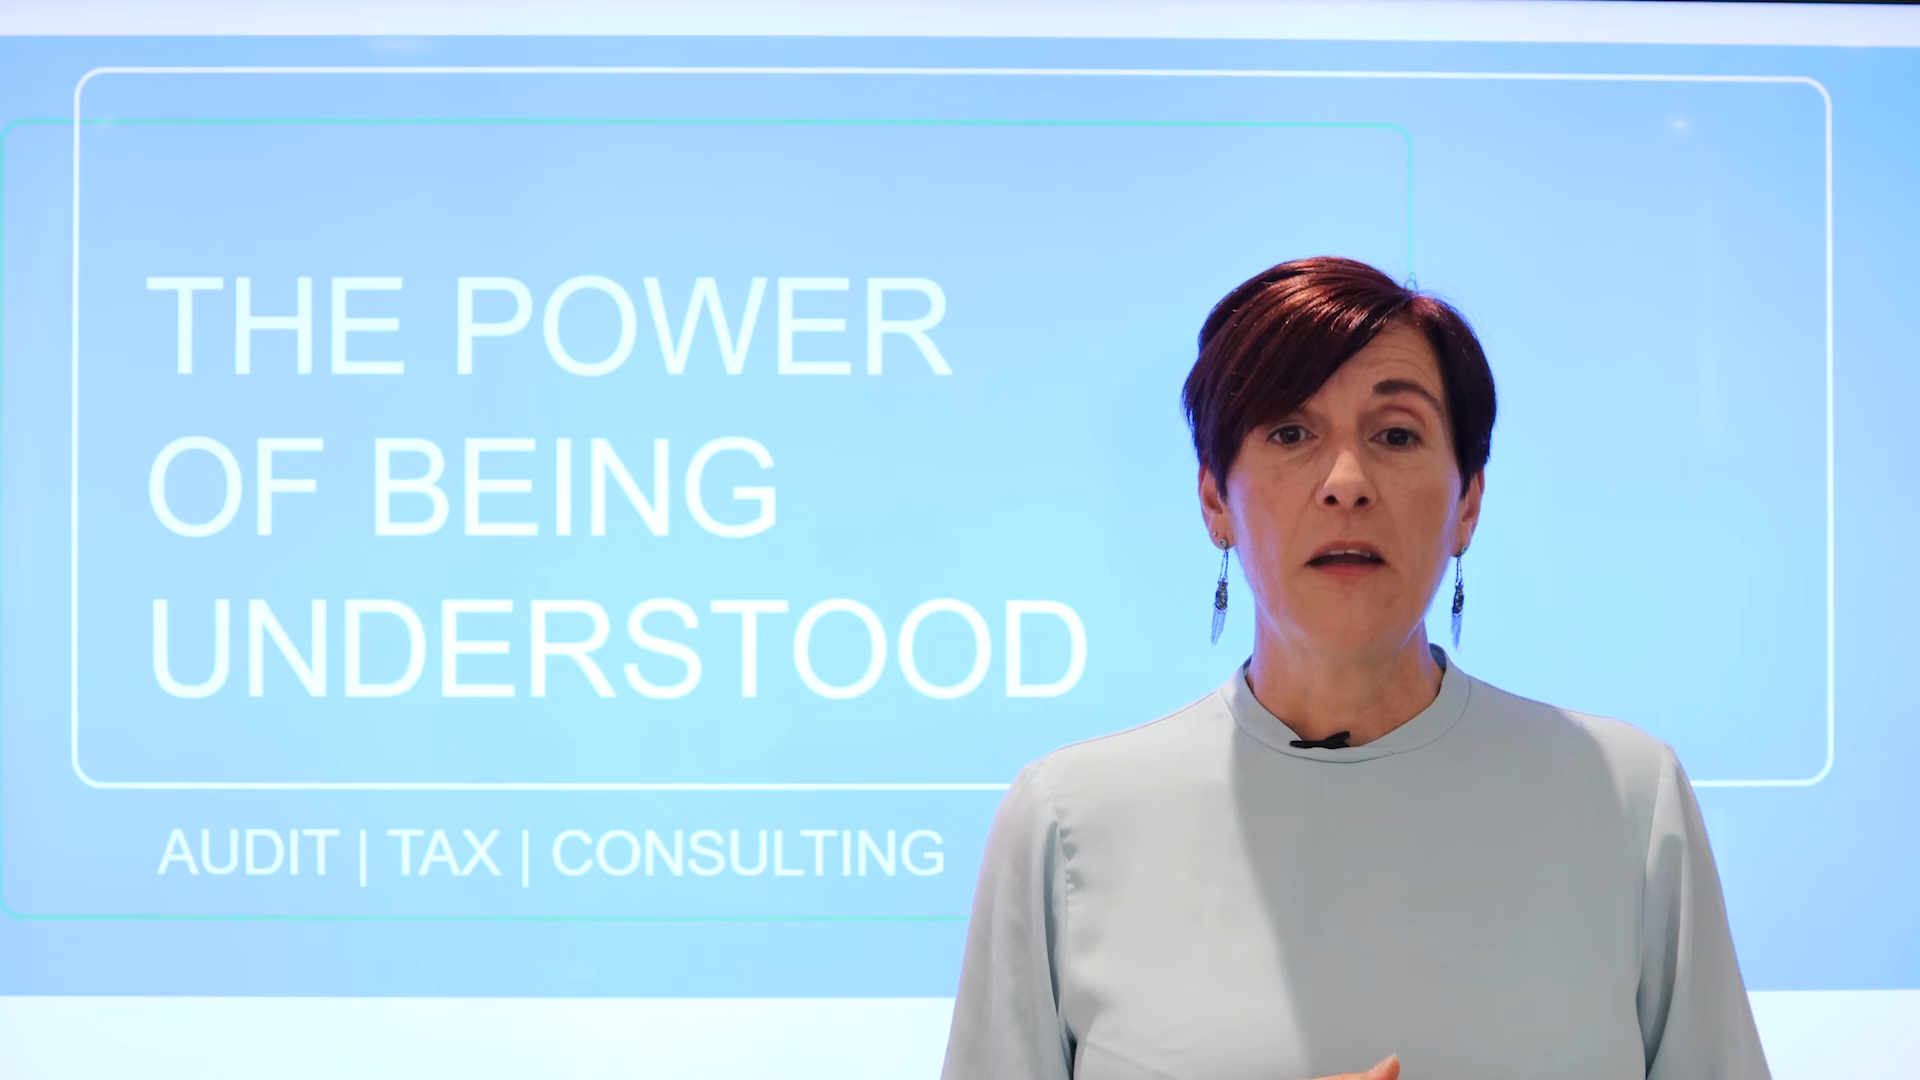 THE POWER
OF BEING
UNDERSTOOD
AUDIT | TAX | CONSULTING